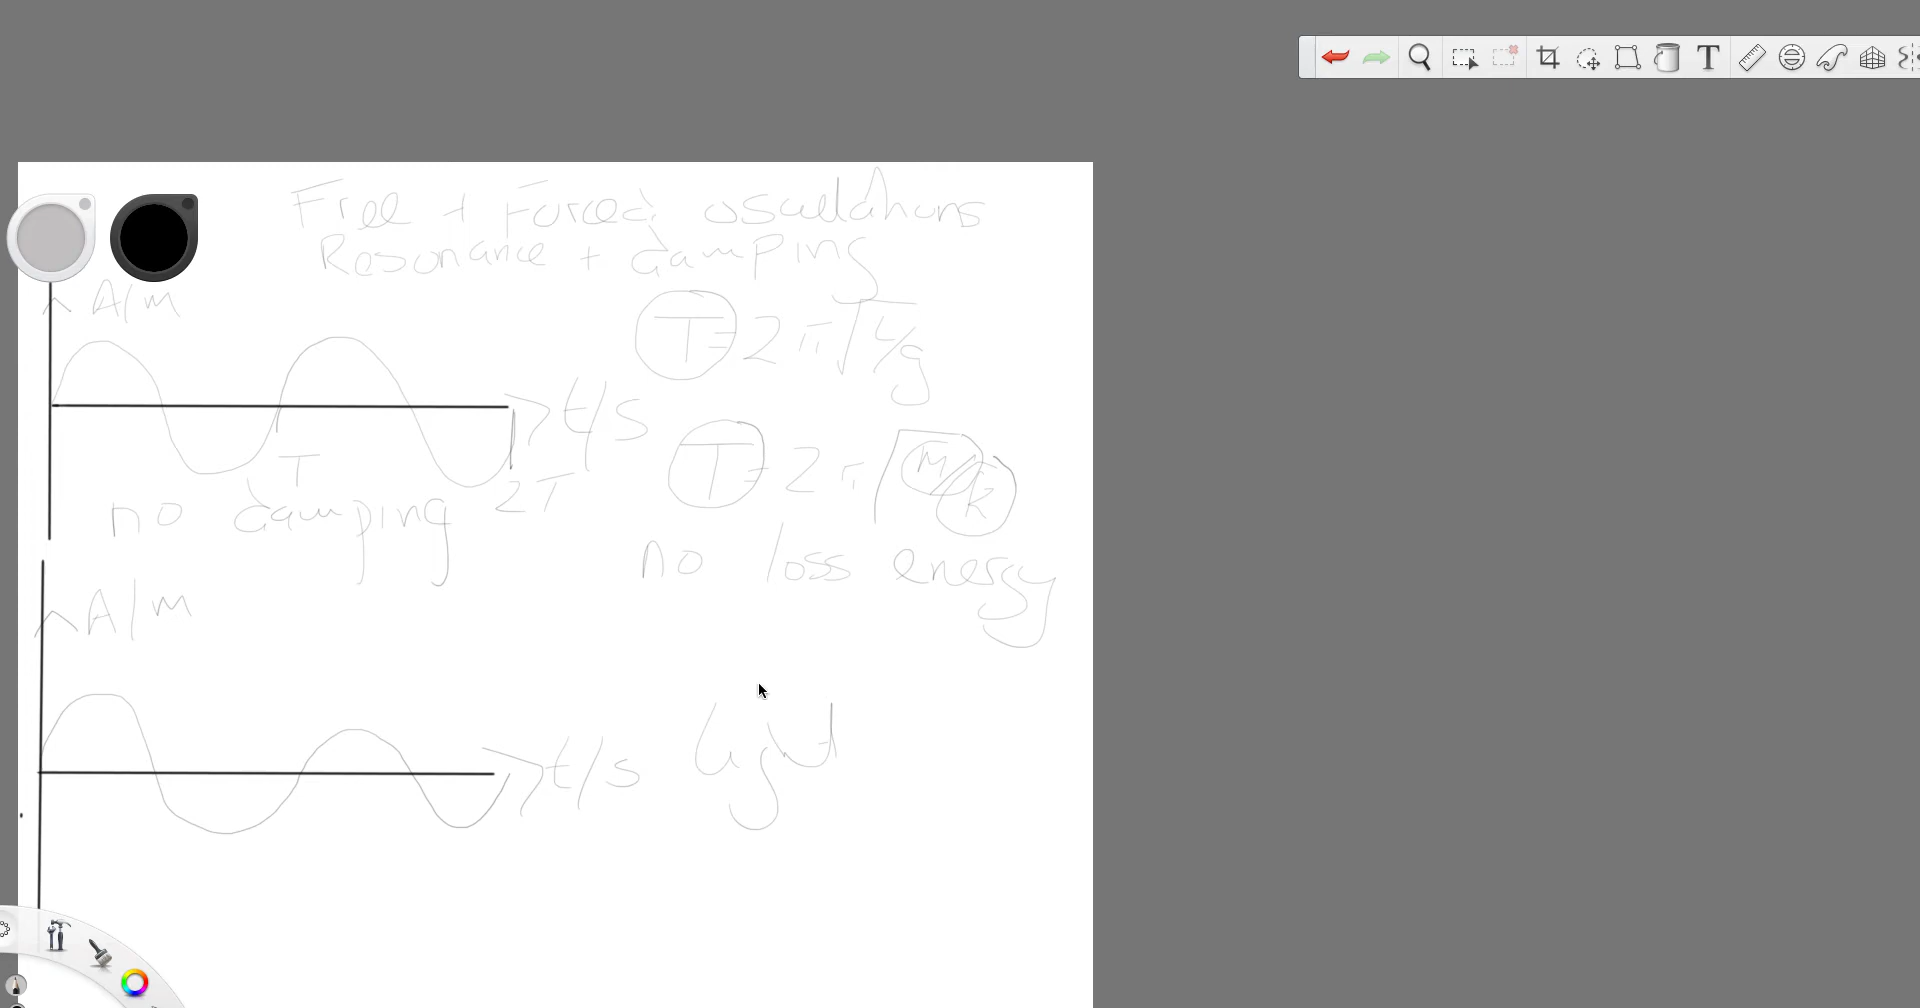 Free + Forced oscillations
Resonance + damping
A/m
T = 2π√L/g
t/s
T
2T
T = 2π√m/k
no damping
no loss energy
A/m
t/s
light
T